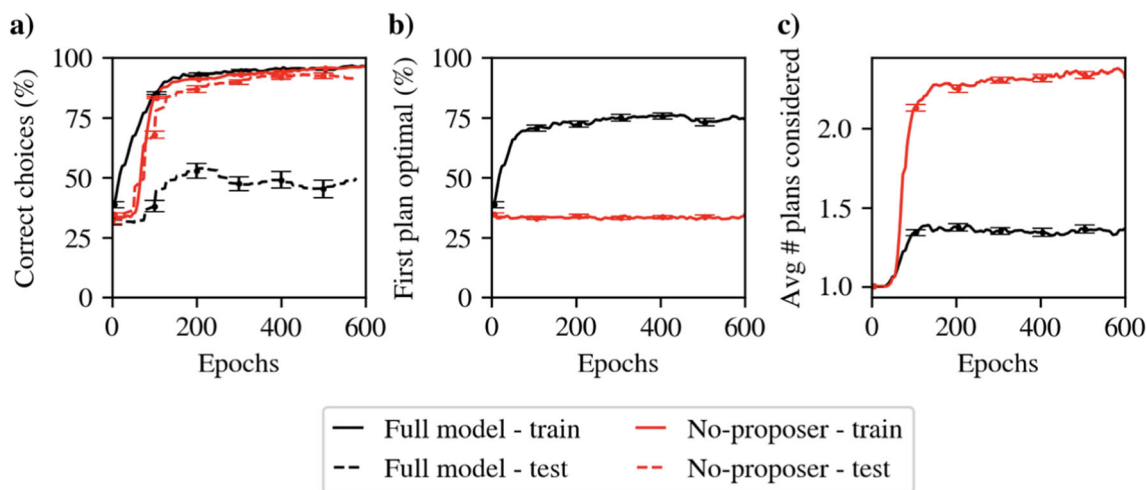 a)
Correct choices (%)
100
75
50
25
0
0 200 400 600
Epochs
b)
First plan optimal (%)
100
75
50
25
0
0 200 400 600
Epochs
c)
Avg # plans considered
2.0
1.5
1.0
0 200 400 600
Epochs
Full model - train
No-proposer - train
Full model - test
No-proposer - test